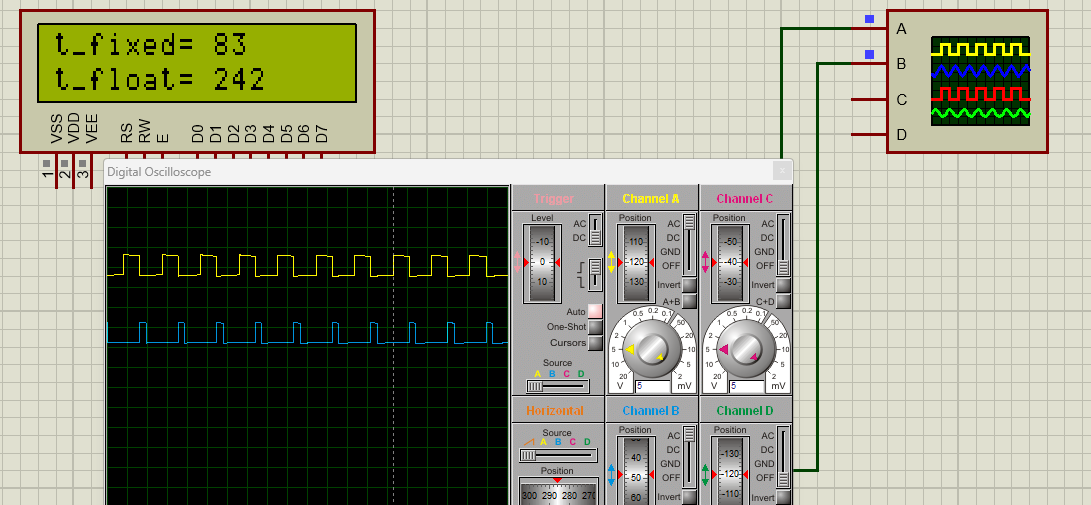 t_fixed= 83
t_float= 242
VSS VDD VEE RS RW E D0 D1 D2 D3 D4 D5 D6 D7
1 2 3
A
B
C
D
Digital Oscilloscope
Trigger
Level
-10
0
10
AC
DC
Auto
One-Shot
Cursors
Source
A B C D
Channel A
Position
110
120
130
AC
DC
GND
OFF
Invert
A+B
0.5 0.2 0.1
1 50
2 20
5 10
10 5
20 2
V 5 mV
Channel C
Position
-50
-40
-30
AC
DC
GND
OFF
Invert
C+D
0.5 0.2 0.1
1 50
2 20
5 10
10 5
20 2
V 5 mV
Horizontal
Source
A B C D
Position
300 290 280 270
Channel B
Position
40
50
60
AC
DC
GND
OFF
Invert
Channel D
Position
-130
-120
-110
AC
DC
GND
OFF
Invert